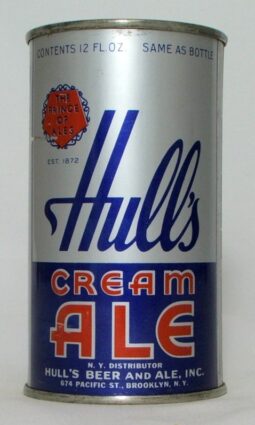 CONTENTS 12 FL. OZ. SAME AS BOTTLE
THE
PRINCE
OF
ALES
EST. 1872
Hull's
CREAM
ALE
N. Y. DISTRIBUTOR
HULL'S BEER AND ALE, INC.
674 PACIFIC ST., BROOKLYN, N. Y.